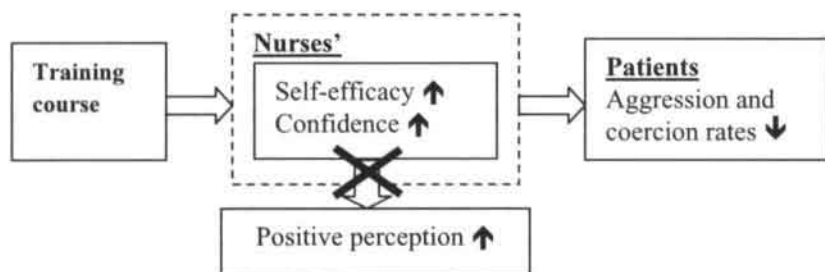 Training
course
Nurses’
Self-efficacy ↑
Confidence ↑
Patients
Aggression and
coercion rates ↓
Positive perception ↑